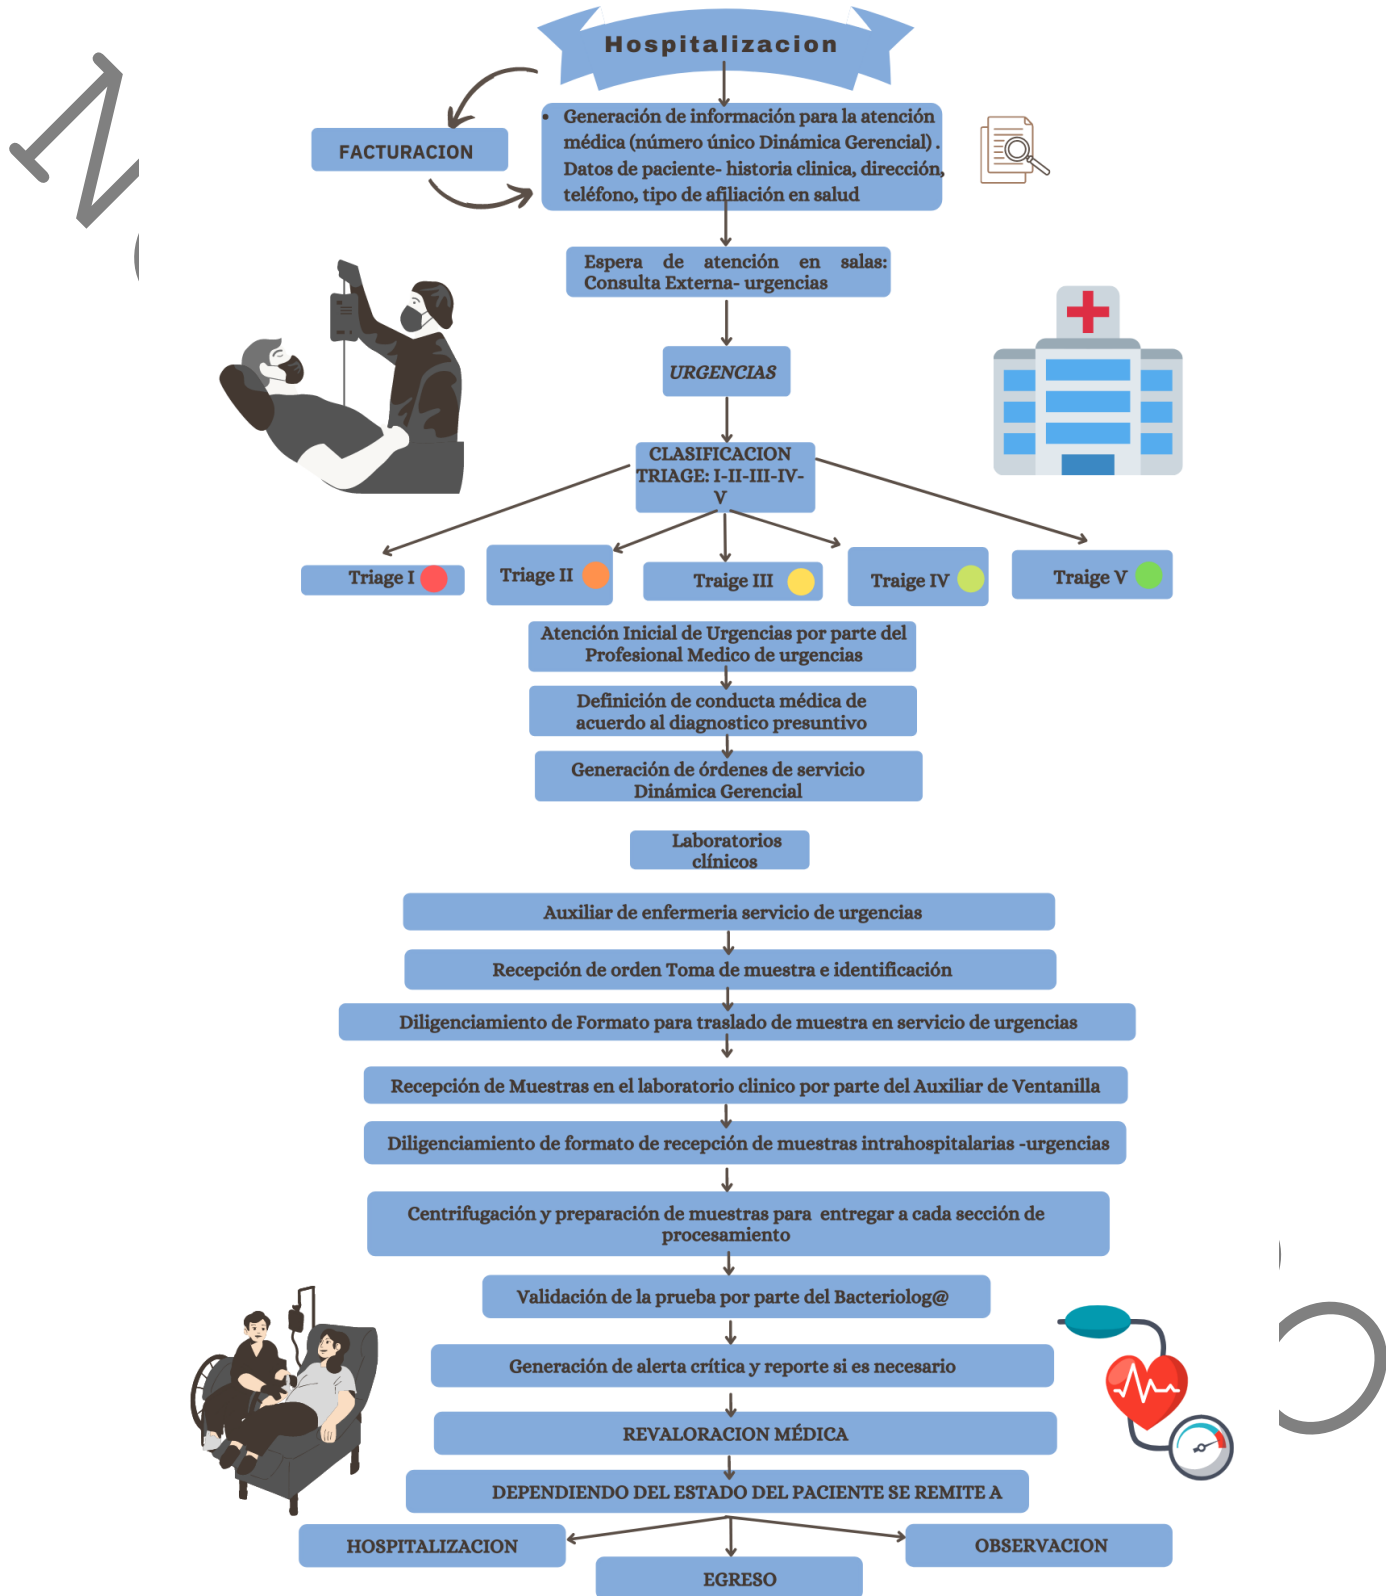 Hospitalizacion
FACTURACION
• Generación de información para la atención
médica (número único Dinámica Gerencial) .
Datos de paciente- historia clinica, dirección,
teléfono, tipo de afiliación en salud
Espera de atención en salas:
Consulta Externa- urgencias
URGENCIAS
CLASIFICACION
TRIAGE: I-II-III-IV-
V
Triage I
Triage II
Traige III
Traige IV
Traige V
Atención Inicial de Urgencias por parte del
Profesional Medico de urgencias
Definición de conducta médica de
acuerdo al diagnostico presuntivo
Generación de órdenes de servicio
Dinámica Gerencial
Laboratorios
clínicos
Auxiliar de enfermeria servicio de urgencias
Recepción de orden Toma de muestra e identificación
Diligenciamiento de Formato para traslado de muestra en servicio de urgencias
Recepción de Muestras en el laboratorio clinico por parte del Auxiliar de Ventanilla
Diligenciamiento de formato de recepción de muestras intrahospitalarias -urgencias
Centrifugación y preparación de muestras para entregar a cada sección de
procesamiento
Validación de la prueba por parte del Bacteriolog@
Generación de alerta crítica y reporte si es necesario
REVALORACION MÉDICA
DEPENDIENDO DEL ESTADO DEL PACIENTE SE REMITE A
HOSPITALIZACION
OBSERVACION
EGRESO